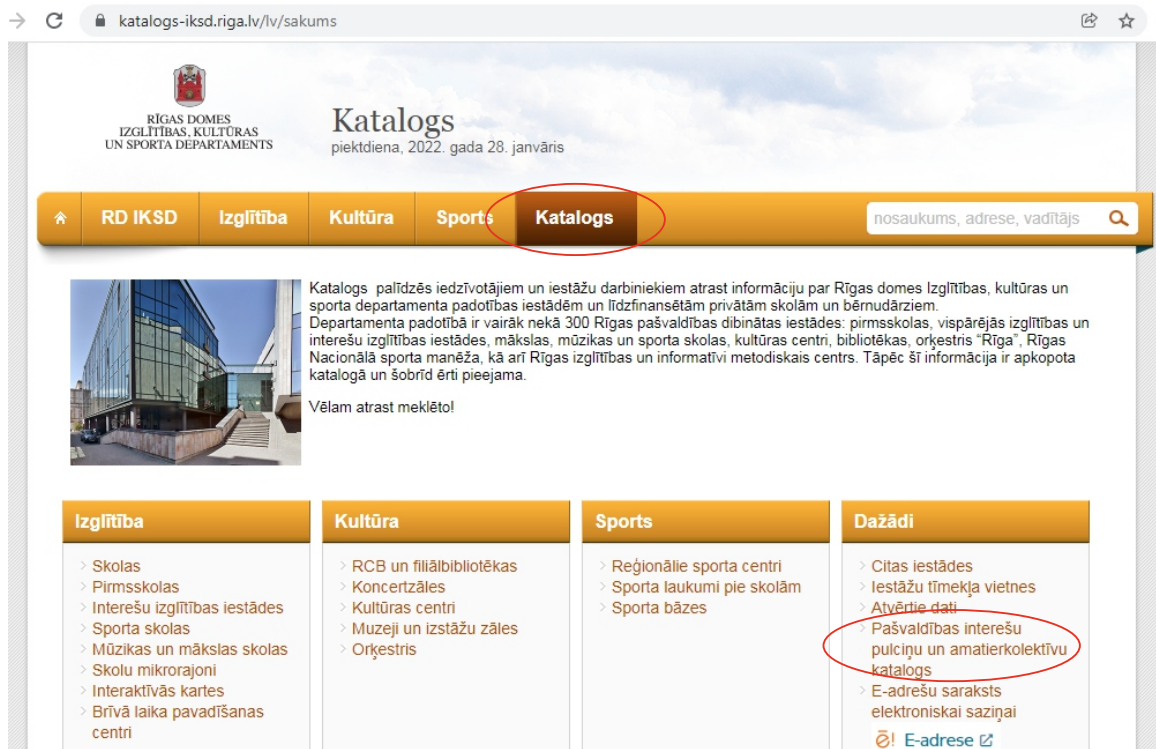 katalogs-iksd.riga.lv/lv/sakums
RĪGAS DOMES
IZGLĪTĪBAS, KULTŪRAS
UN SPORTA DEPARTAMENTS
Katalogs
piektdiena, 2022. gada 28. janvāris
RD IKSD
Izglītība
Kultūra
Sports
Katalogs
nosaukums, adrese, vadītājs
Katalogs palīdzēs iedzīvotājiem un iestāžu darbiniekiem atrast informāciju par Rīgas domes Izglītības, kultūras un
sporta departamenta padotības iestādēm un līdzfinansētām privātām skolām un bērnudārziem.
Departamenta padotībā ir vairāk nekā 300 Rīgas pašvaldības dibinātas iestādes: pirmsskolas, vispārējās izglītības un
interešu izglītības iestādes, mākslas, mūzikas un sporta skolas, kultūras centri, bibliotēkas, orķestris “Rīga”, Rīgas
Nacionālā sporta manēža, kā arī Rīgas izglītības un informatīvi metodiskais centrs. Tāpēc šī informācija ir apkopota
katalogā un šobrīd ērti pieejama.
Vēlam atrast meklēto!
Izglītība
Skolas
Pirmsskolas
Interešu izglītības iestādes
Sporta skolas
Mūzikas un mākslas skolas
Skolu mikrorajoni
Interaktīvās kartes
Brīvā laika pavadīšanas
centri
Kultūra
RCB un filiālbibliotēkas
Koncertzāles
Kultūras centri
Muzeji un izstāžu zāles
Orķestris
Sports
Reģionālie sporta centri
Sporta laukumi pie skolām
Sporta bāzes
Dažādi
Citas iestādes
Iestāžu tīmekļa vietnes
Atvērtie dati
Pašvaldības interešu
pulciņu un amatierkolektīvu
katalogs
E-adrešu saraksts
elektroniskai saziņai
ē! E-adrese